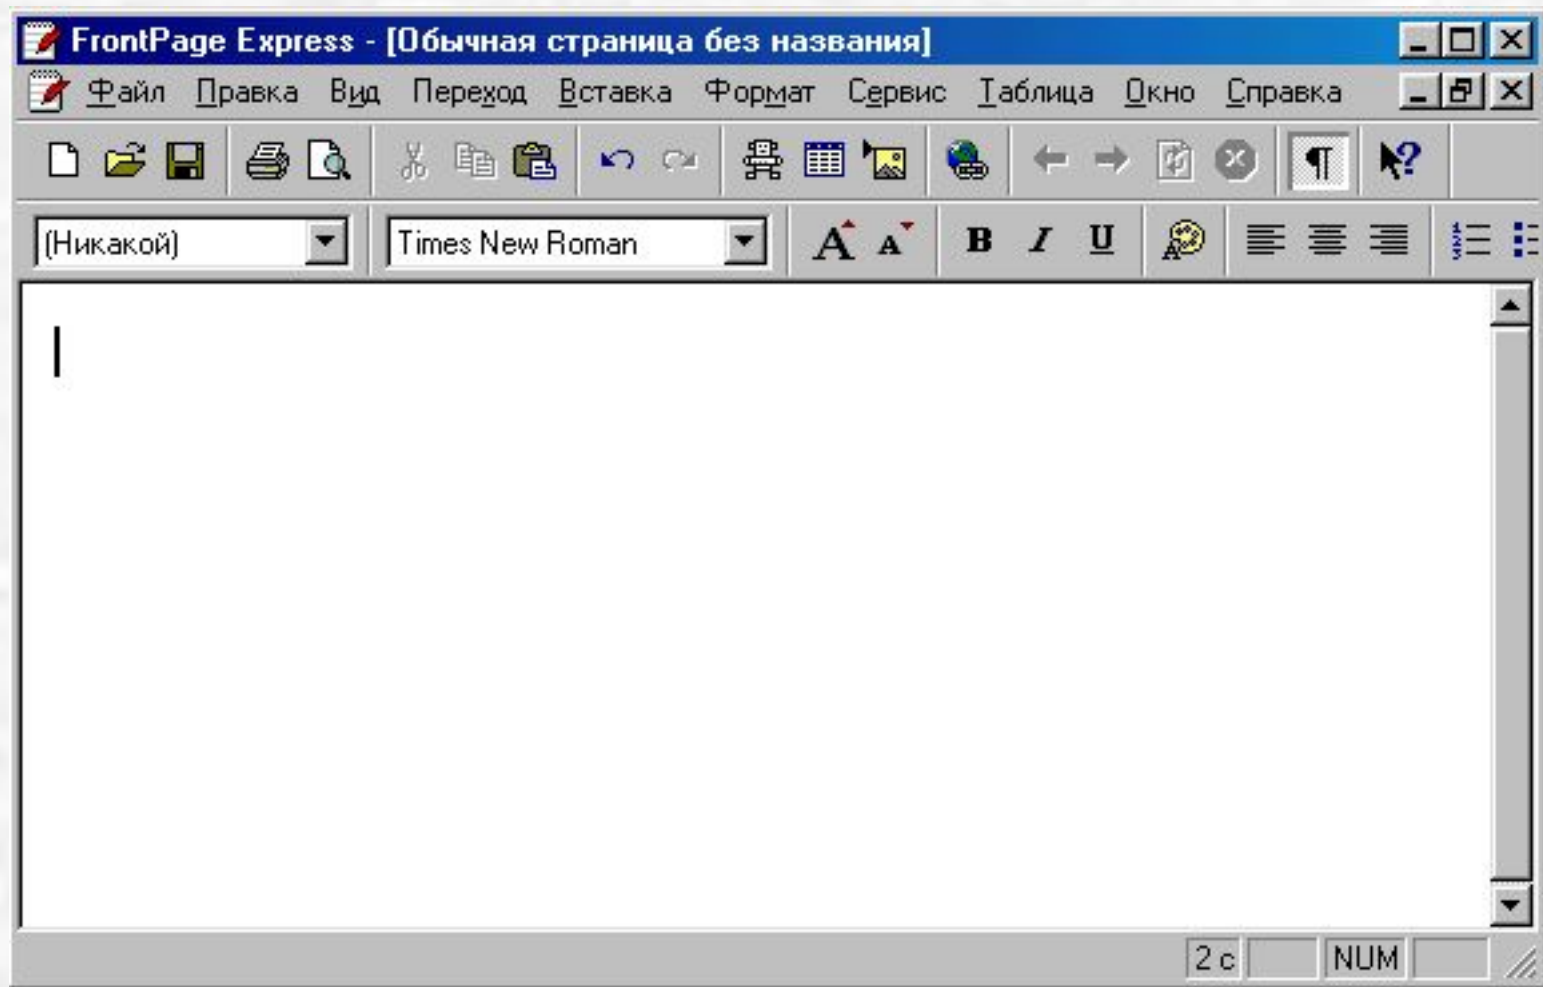 FrontPage Express - [Обычная страница без названия]
Файл Правка Вид Переход Вставка Формат Сервис Таблица Окно Справка
(Никакой) Times New Roman A A B I U
2 с NUM